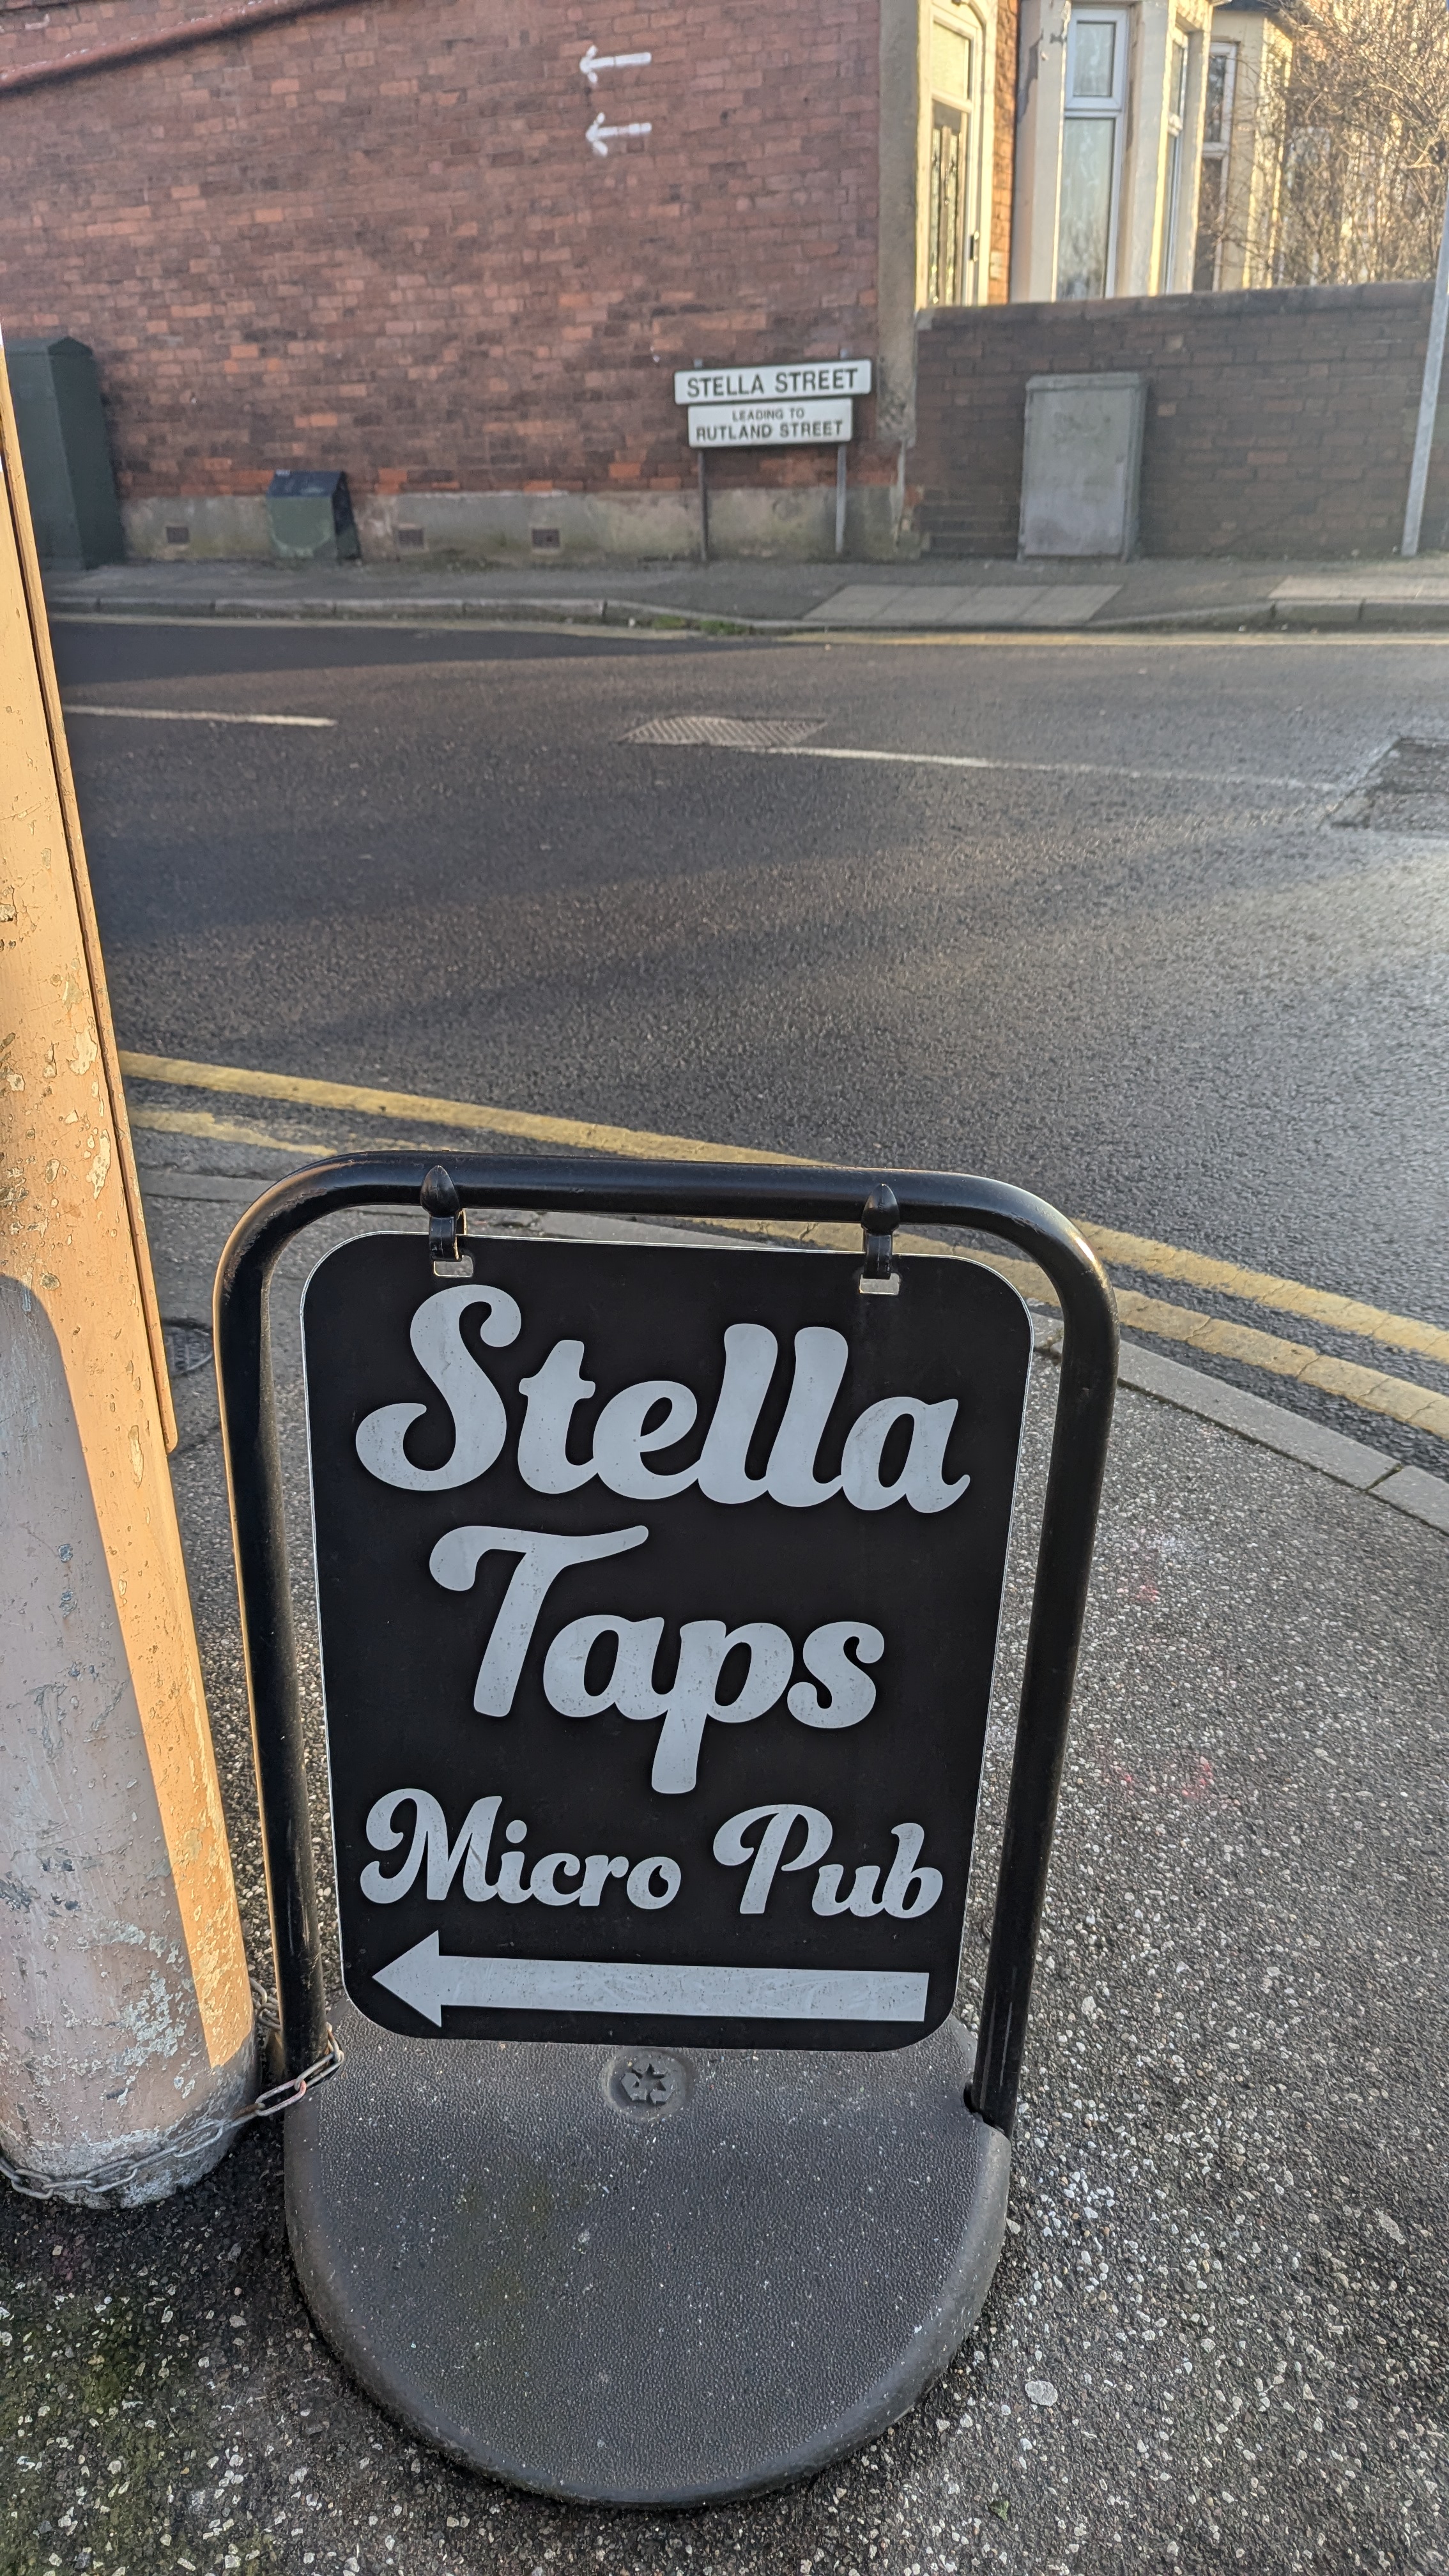 STELLA STREET
LEADING TO
RUTLAND STREET
Stella
Taps
Micro Pub